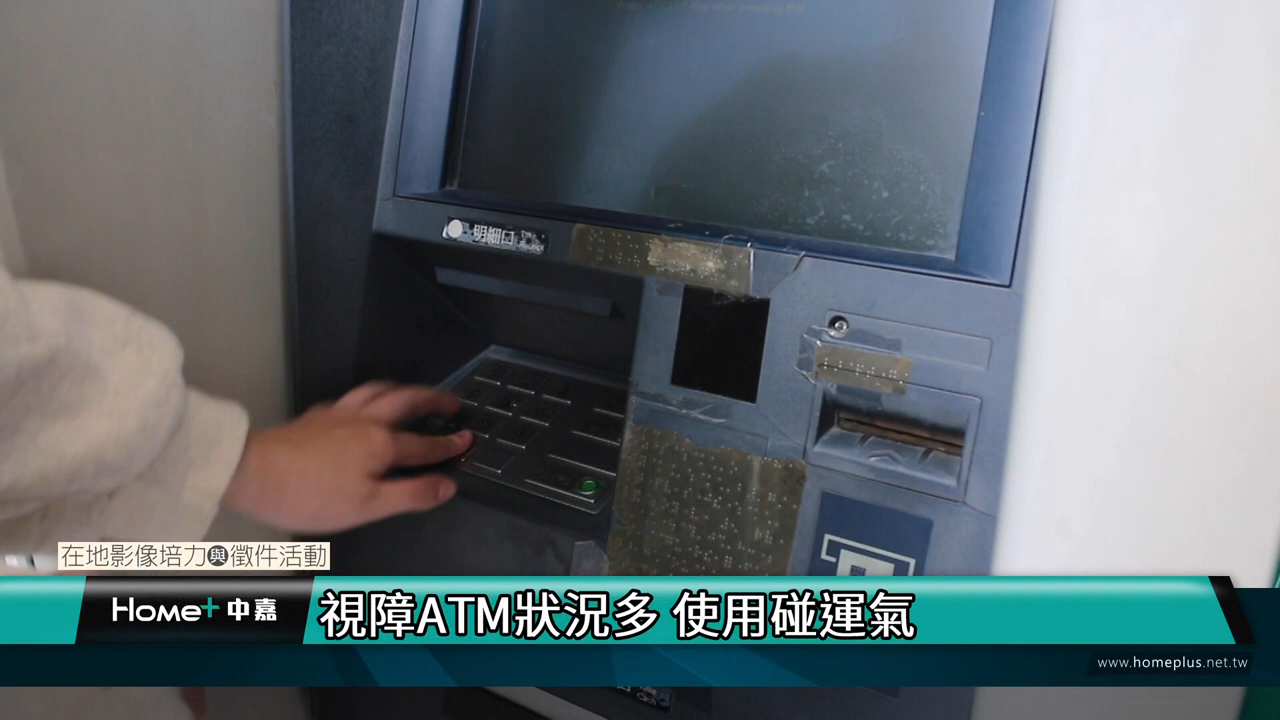 明細口
在地影像培力與徵件活動
Home+中嘉
視障ATM狀況多 使用碰運氣
www.homeplus.net.tw
Cash